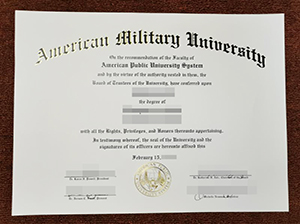 American Military University
On the recommendation of the Faculty of
American Public University System
and by the virtue of the authority vested in them, the
Board of Trustees of the University, have conferred upon
the degree of
with all the Rights, Privileges, and Honors thereunto appertaining.
In testimony whereof, the seal of the University and the
signatures of its officers are hereunto affixed this
February 15,